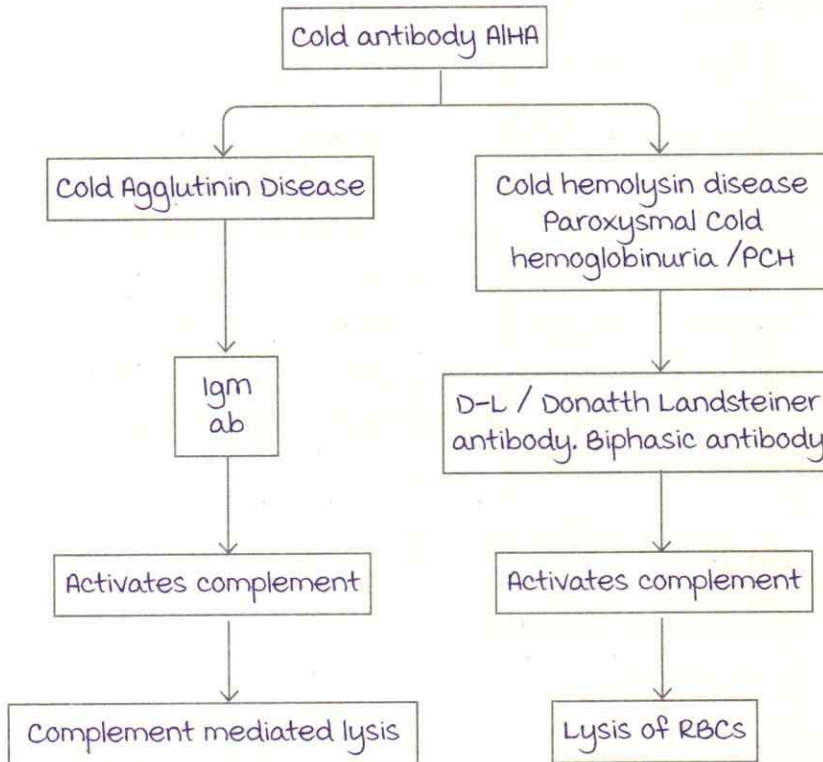 Cold antibody AIHA
Cold Agglutinin Disease
Igm
ab
Activates complement
Complement mediated lysis
Cold hemolysin disease
Paroxysmal Cold
hemoglobinuria /PCH
D-L / Donatth Landsteiner
antibody. Biphasic antibody
Activates complement
Lysis of RBCs